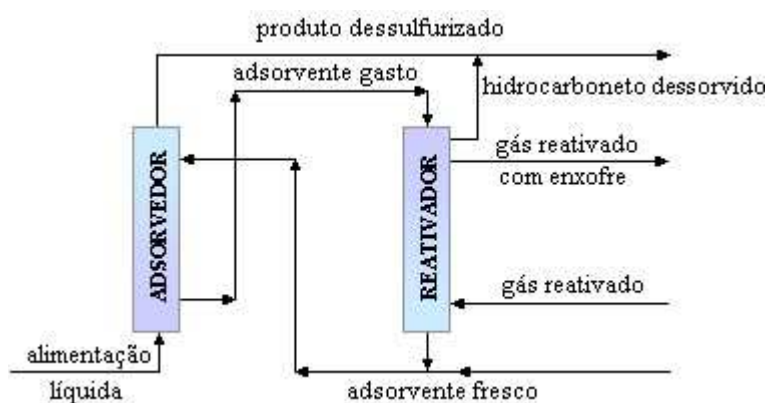 produto dessulfurizado
adsorvente gasto
hidrocarboneto dessorvido
ADSORVEDOR
REATIVADOR
gás reativado
com enxofre
gás reativado
alimentação
líquida
adsorvente fresco